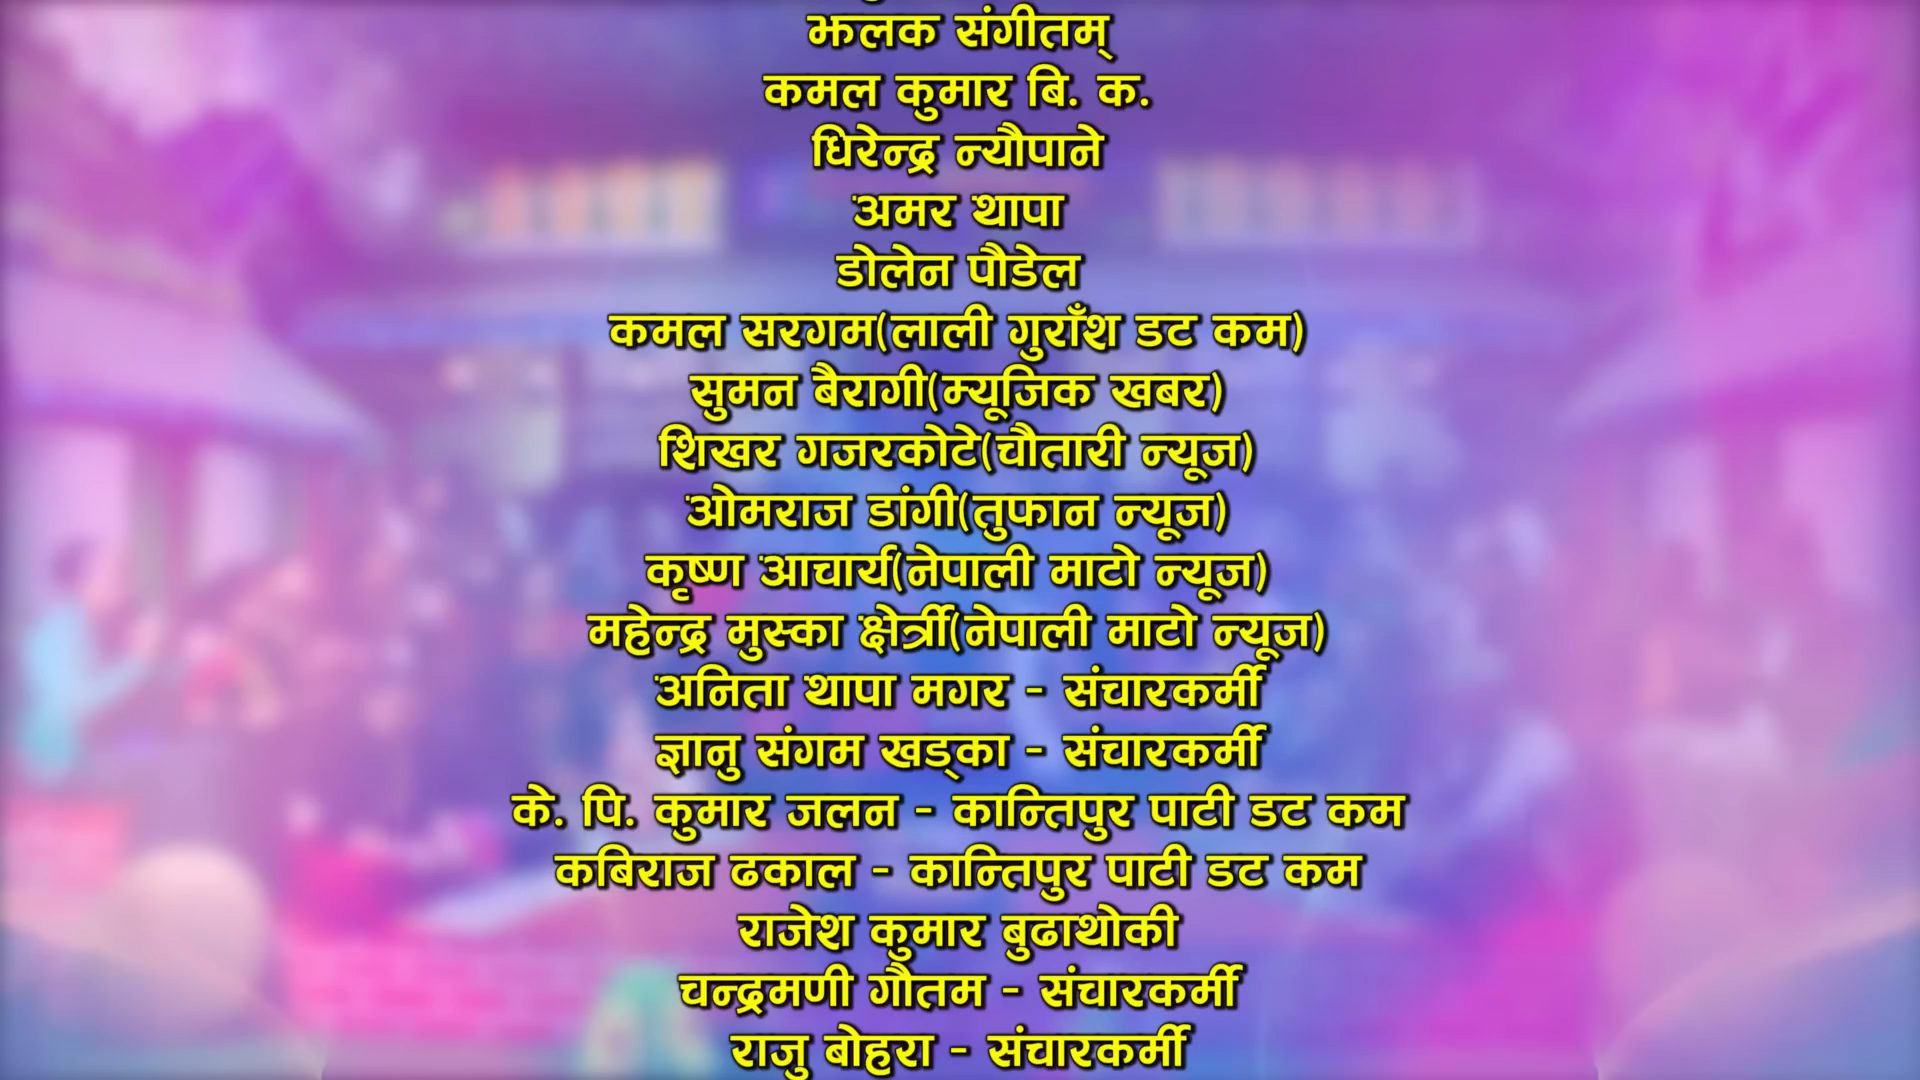 झलक संगीतम्
कमल कुमार बि. क.
धिरेन्द्र न्यौपाने
अमर थापा
डोलेन पौडेल
कमल सरगम(लाली गुराँश डट कम)
सुमन बैरागी(म्यूजिक खबर)
शिखर गजरकोटे(चौतारी न्यूज)
ओमराज डांगी(तुफान न्यूज)
कृष्ण आचार्य(नेपाली माटो न्यूज)
महेन्द्र मुस्का क्षेर्त्री(नेपाली माटो न्यूज)
अनिता थापा मगर - संचारकर्मी
ज्ञानु संगम खड्का - संचारकर्मी
के. पि. कुमार जलन - कान्तिपुर पाटी डट कम
कबिराज ढकाल - कान्तिपुर पाटी डट कम
राजेश कुमार बुढाथोकी
चन्द्रमणी गौतम - संचारकर्मी
राजु बोहरा - संचारकर्मी